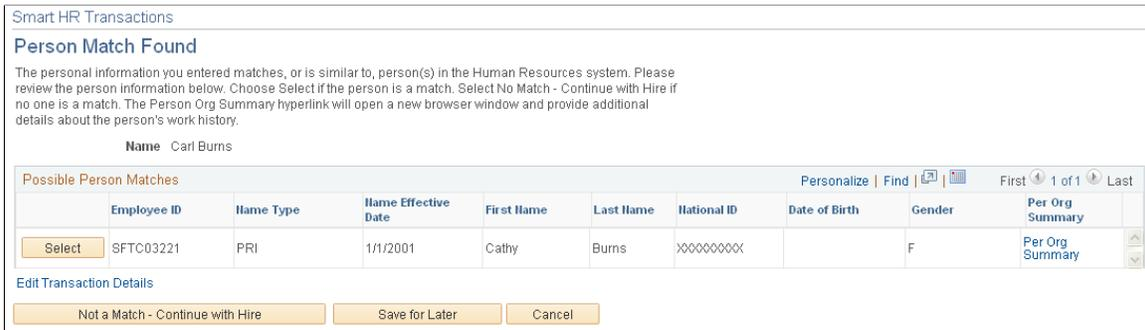 Smart HR Transactions
Person Match Found
The personal information you entered matches, or is similar to, person(s) in the Human Resources system. Please
review the person information below. Choose Select if the person is a match. Select No Match - Continue with Hire if
no one is a match. The Person Org Summary hyperlink will open a new browser window and provide additional
details about the person's work history.
Name Carl Burns
Possible Person Matches Personalize | Find | | First 1 of 1 Last
Employee ID Name Type Name Effective Date First Name Last Name National ID Date of Birth Gender Per Org Summary
Select SFTC03221 PRI 1/1/2001 Cathy Burns XXXXXXXXX F Per Org Summary
Edit Transaction Details
Not a Match - Continue with Hire Save for Later Cancel